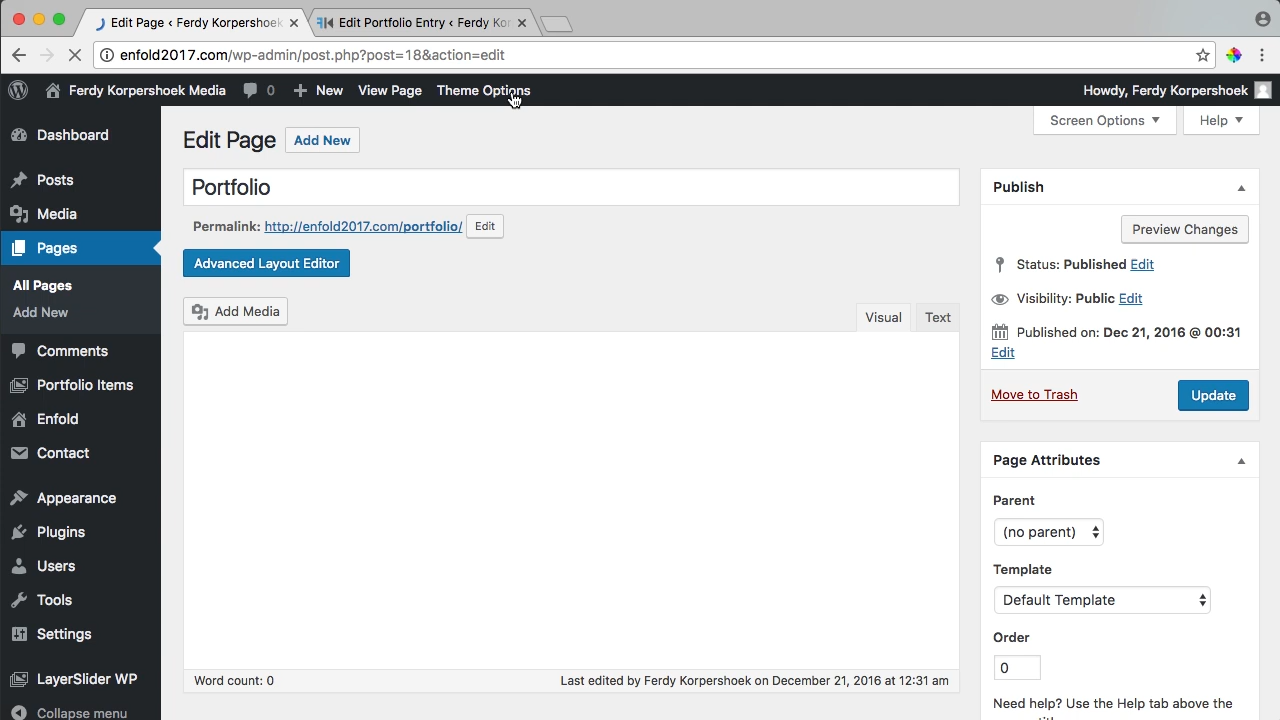 Edit Page ‹ Ferdy Korpershoek
Edit Portfolio Entry ‹ Ferdy Kor
enfold2017.com/wp-admin/post.php?post=18&action=edit
Ferdy Korpershoek Media
0
New
View Page
Theme Options
Howdy, Ferdy Korpershoek
Screen Options
Help
Dashboard
Posts
Media
Pages
All Pages
Add New
Comments
Portfolio Items
Enfold
Contact
Appearance
Plugins
Users
Tools
Settings
LayerSlider WP
Collapse menu
Edit Page
Add New
Portfolio
Permalink: http://enfold2017.com/portfolio/ Edit
Advanced Layout Editor
Add Media
Visual
Text
Word count: 0
Last edited by Ferdy Korpershoek on December 21, 2016 at 12:31 am
Publish
Preview Changes
Status: Published Edit
Visibility: Public Edit
Published on: Dec 21, 2016 @ 00:31
Edit
Move to Trash
Update
Page Attributes
Parent
(no parent)
Template
Default Template
Order
0
Need help? Use the Help tab above the